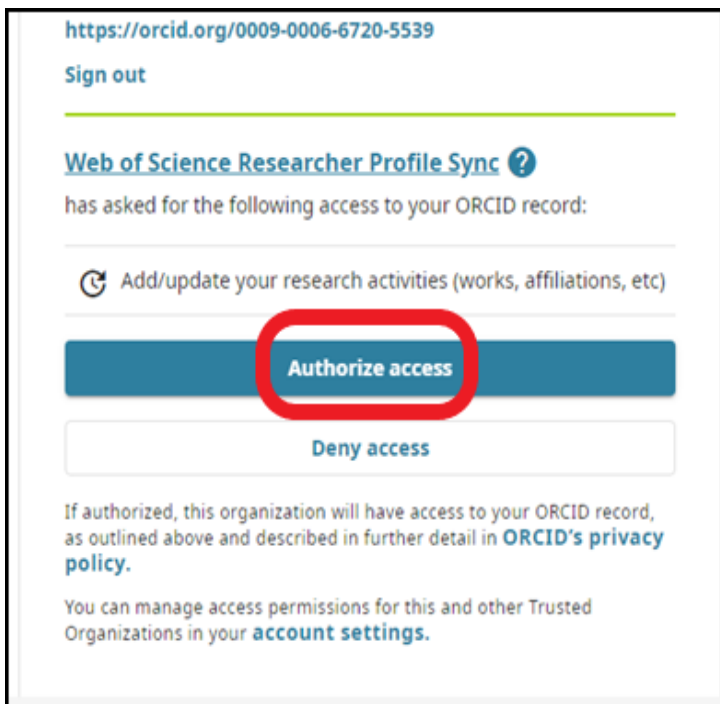 https://orcid.org/0009-0006-6720-5539
Sign out
Web of Science Researcher Profile Sync ?
has asked for the following access to your ORCID record:
Add/update your research activities (works, affiliations, etc)
Authorize access
Deny access
If authorized, this organization will have access to your ORCID record,
as outlined above and described in further detail in ORCID's privacy
policy.
You can manage access permissions for this and other Trusted
Organizations in your account settings.